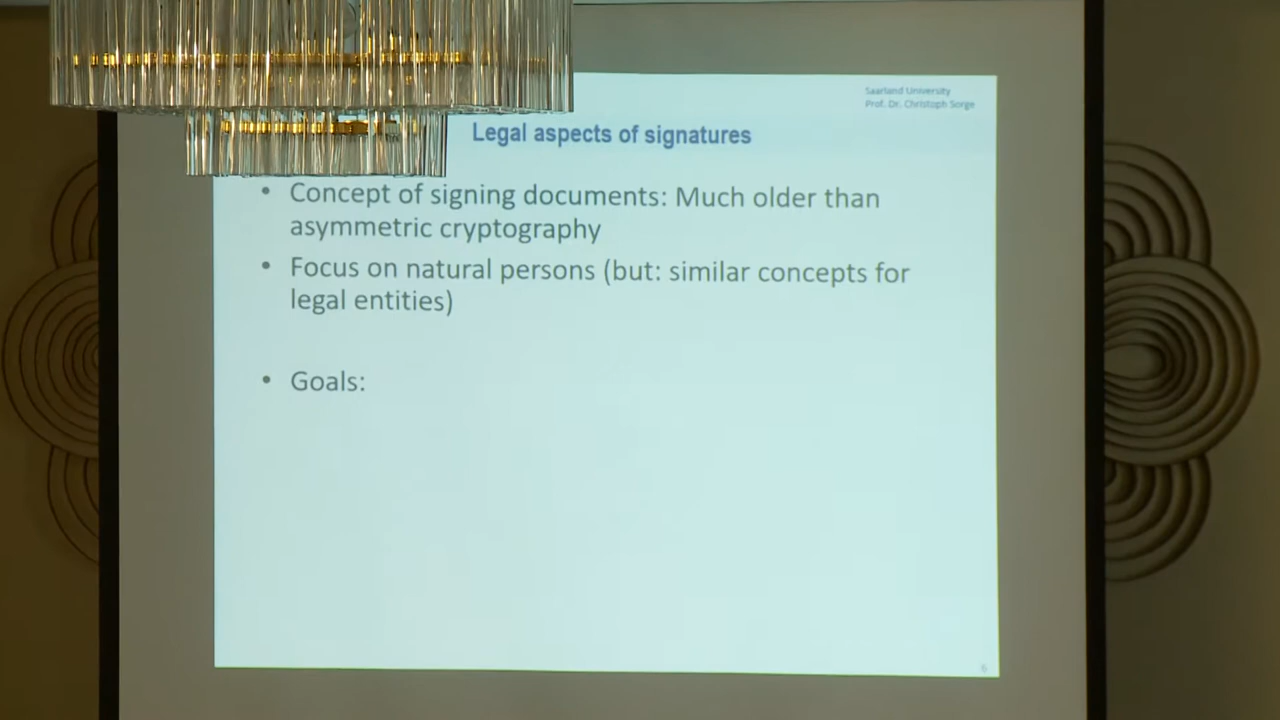 Saarland University
Prof. Dr. Christoph Sorge
Legal aspects of signatures
• Concept of signing documents: Much older than
asymmetric cryptography
• Focus on natural persons (but: similar concepts for
legal entities)
• Goals:
6